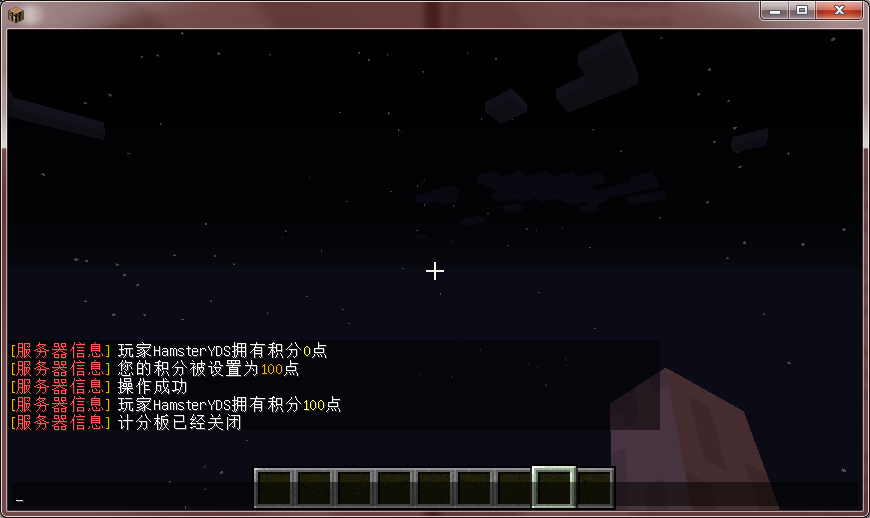 [服务器信息] 玩家HamsterYDS拥有积分0点
[服务器信息] 您的积分被设置为100点
[服务器信息] 操作成功
[服务器信息] 玩家HamsterYDS拥有积分100点
[服务器信息] 计分板已经关闭
_